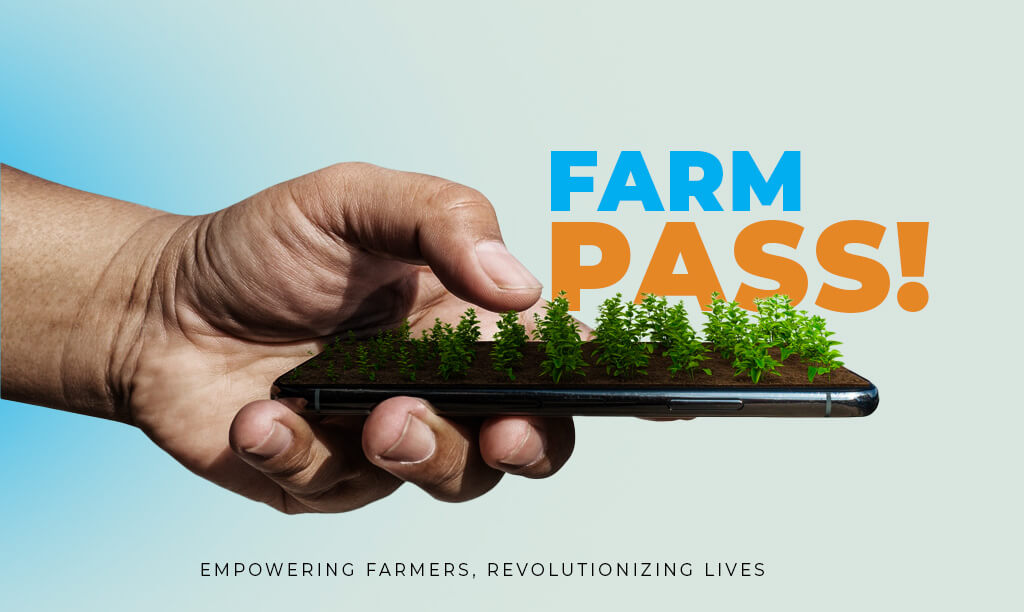 FARM
PASS!
EMPOWERING FARMERS, REVOLUTIONIZING LIVES